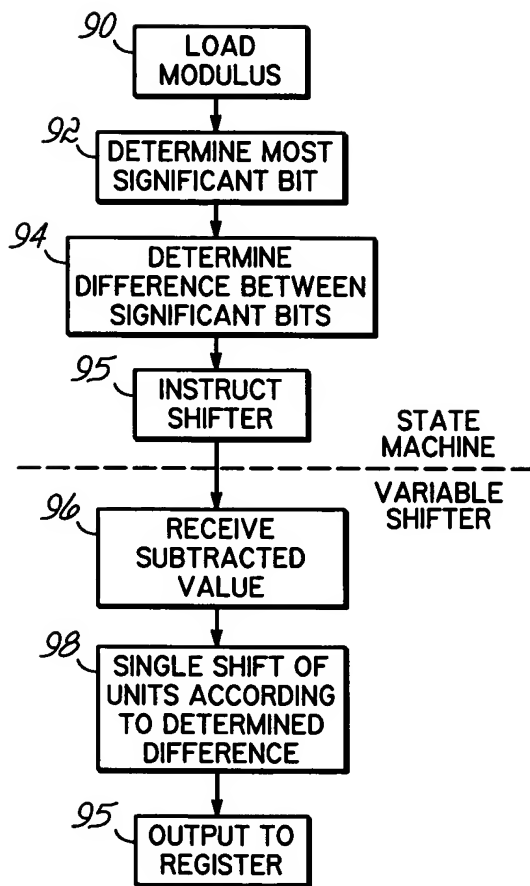 90
LOAD
MODULUS
92
DETERMINE MOST
SIGNIFICANT BIT
94
DETERMINE
DIFFERENCE BETWEEN
SIGNIFICANT BITS
95
INSTRUCT
SHIFTER
STATE
MACHINE
VARIABLE
SHIFTER
96
RECEIVE
SUBTRACTED
VALUE
98
SINGLE SHIFT OF
UNITS ACCORDING
TO DETERMINED
DIFFERENCE
95
OUTPUT TO
REGISTER